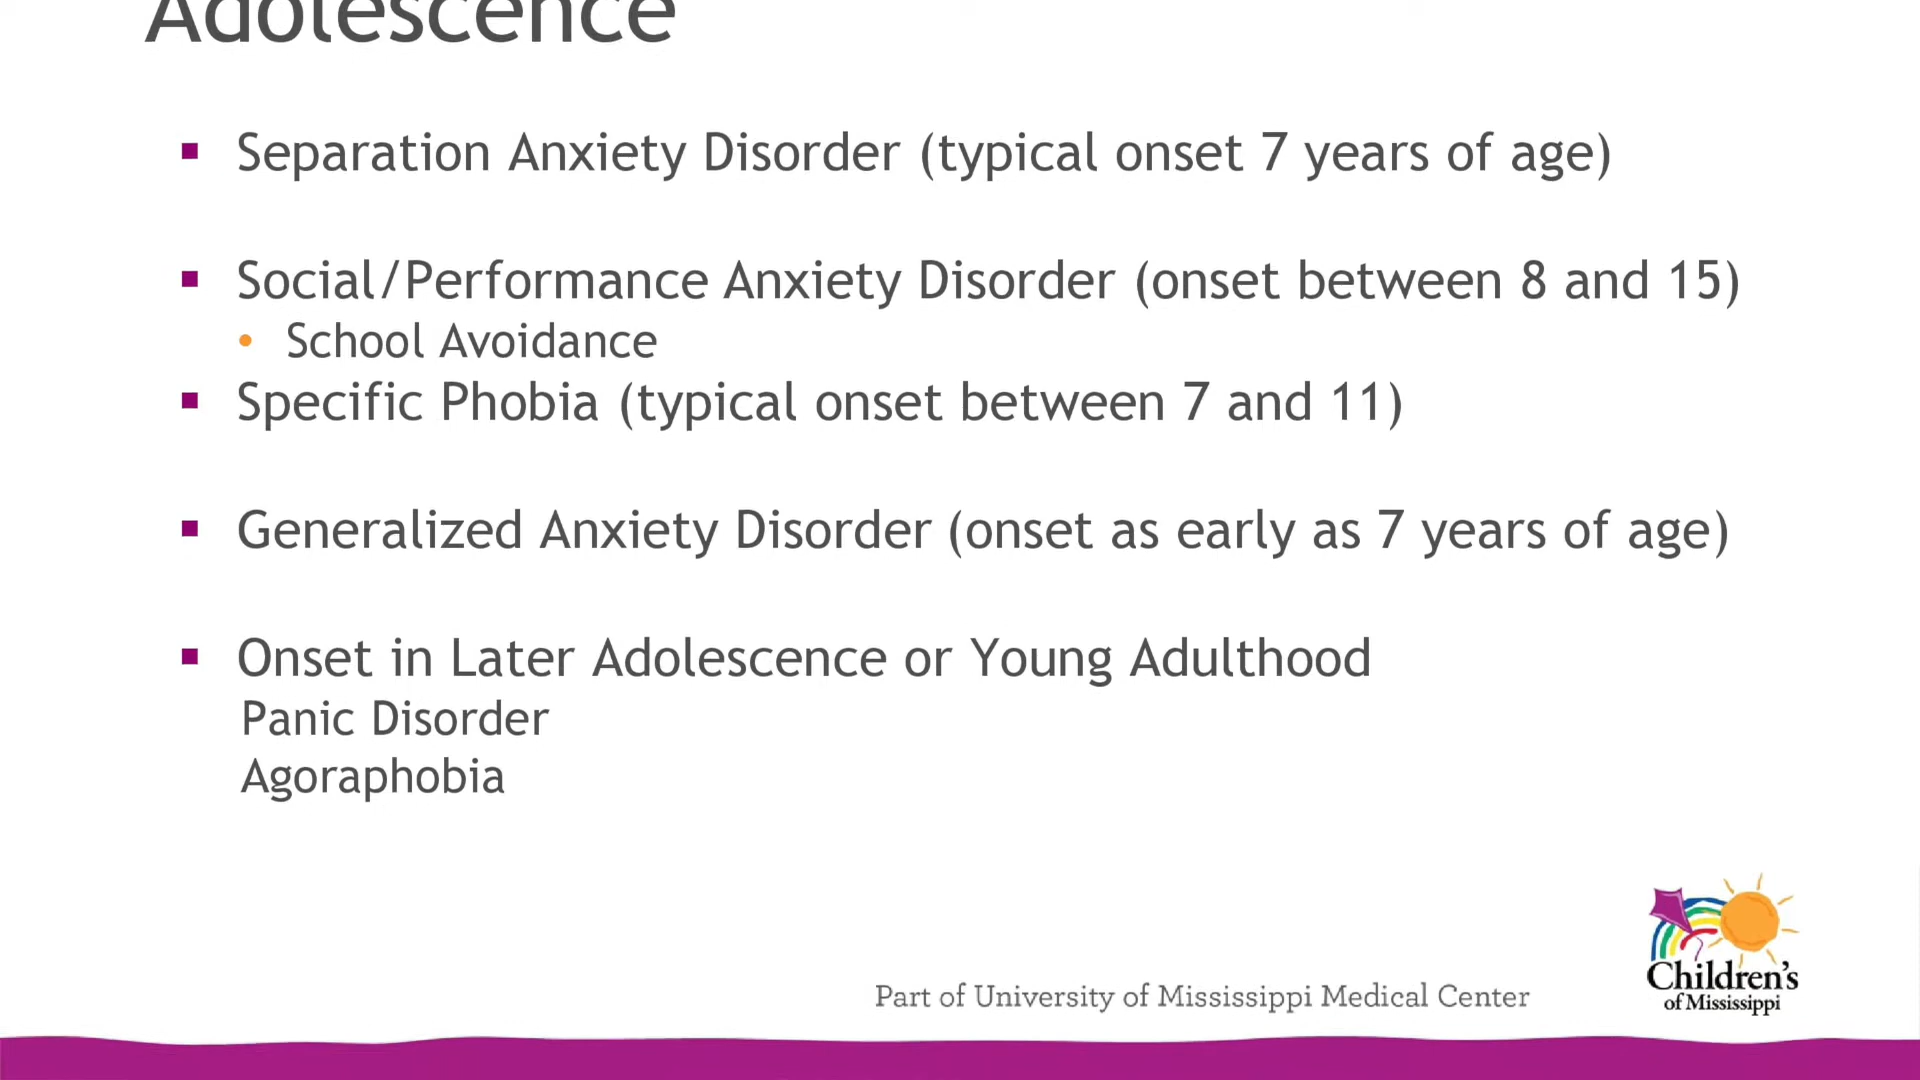 Adolescence
▪ Separation Anxiety Disorder (typical onset 7 years of age)
▪ Social/Performance Anxiety Disorder (onset between 8 and 15)
• School Avoidance
▪ Specific Phobia (typical onset between 7 and 11)
▪ Generalized Anxiety Disorder (onset as early as 7 years of age)
▪ Onset in Later Adolescence or Young Adulthood
Panic Disorder
Agoraphobia
Part of University of Mississippi Medical Center
Children's
of Mississippi